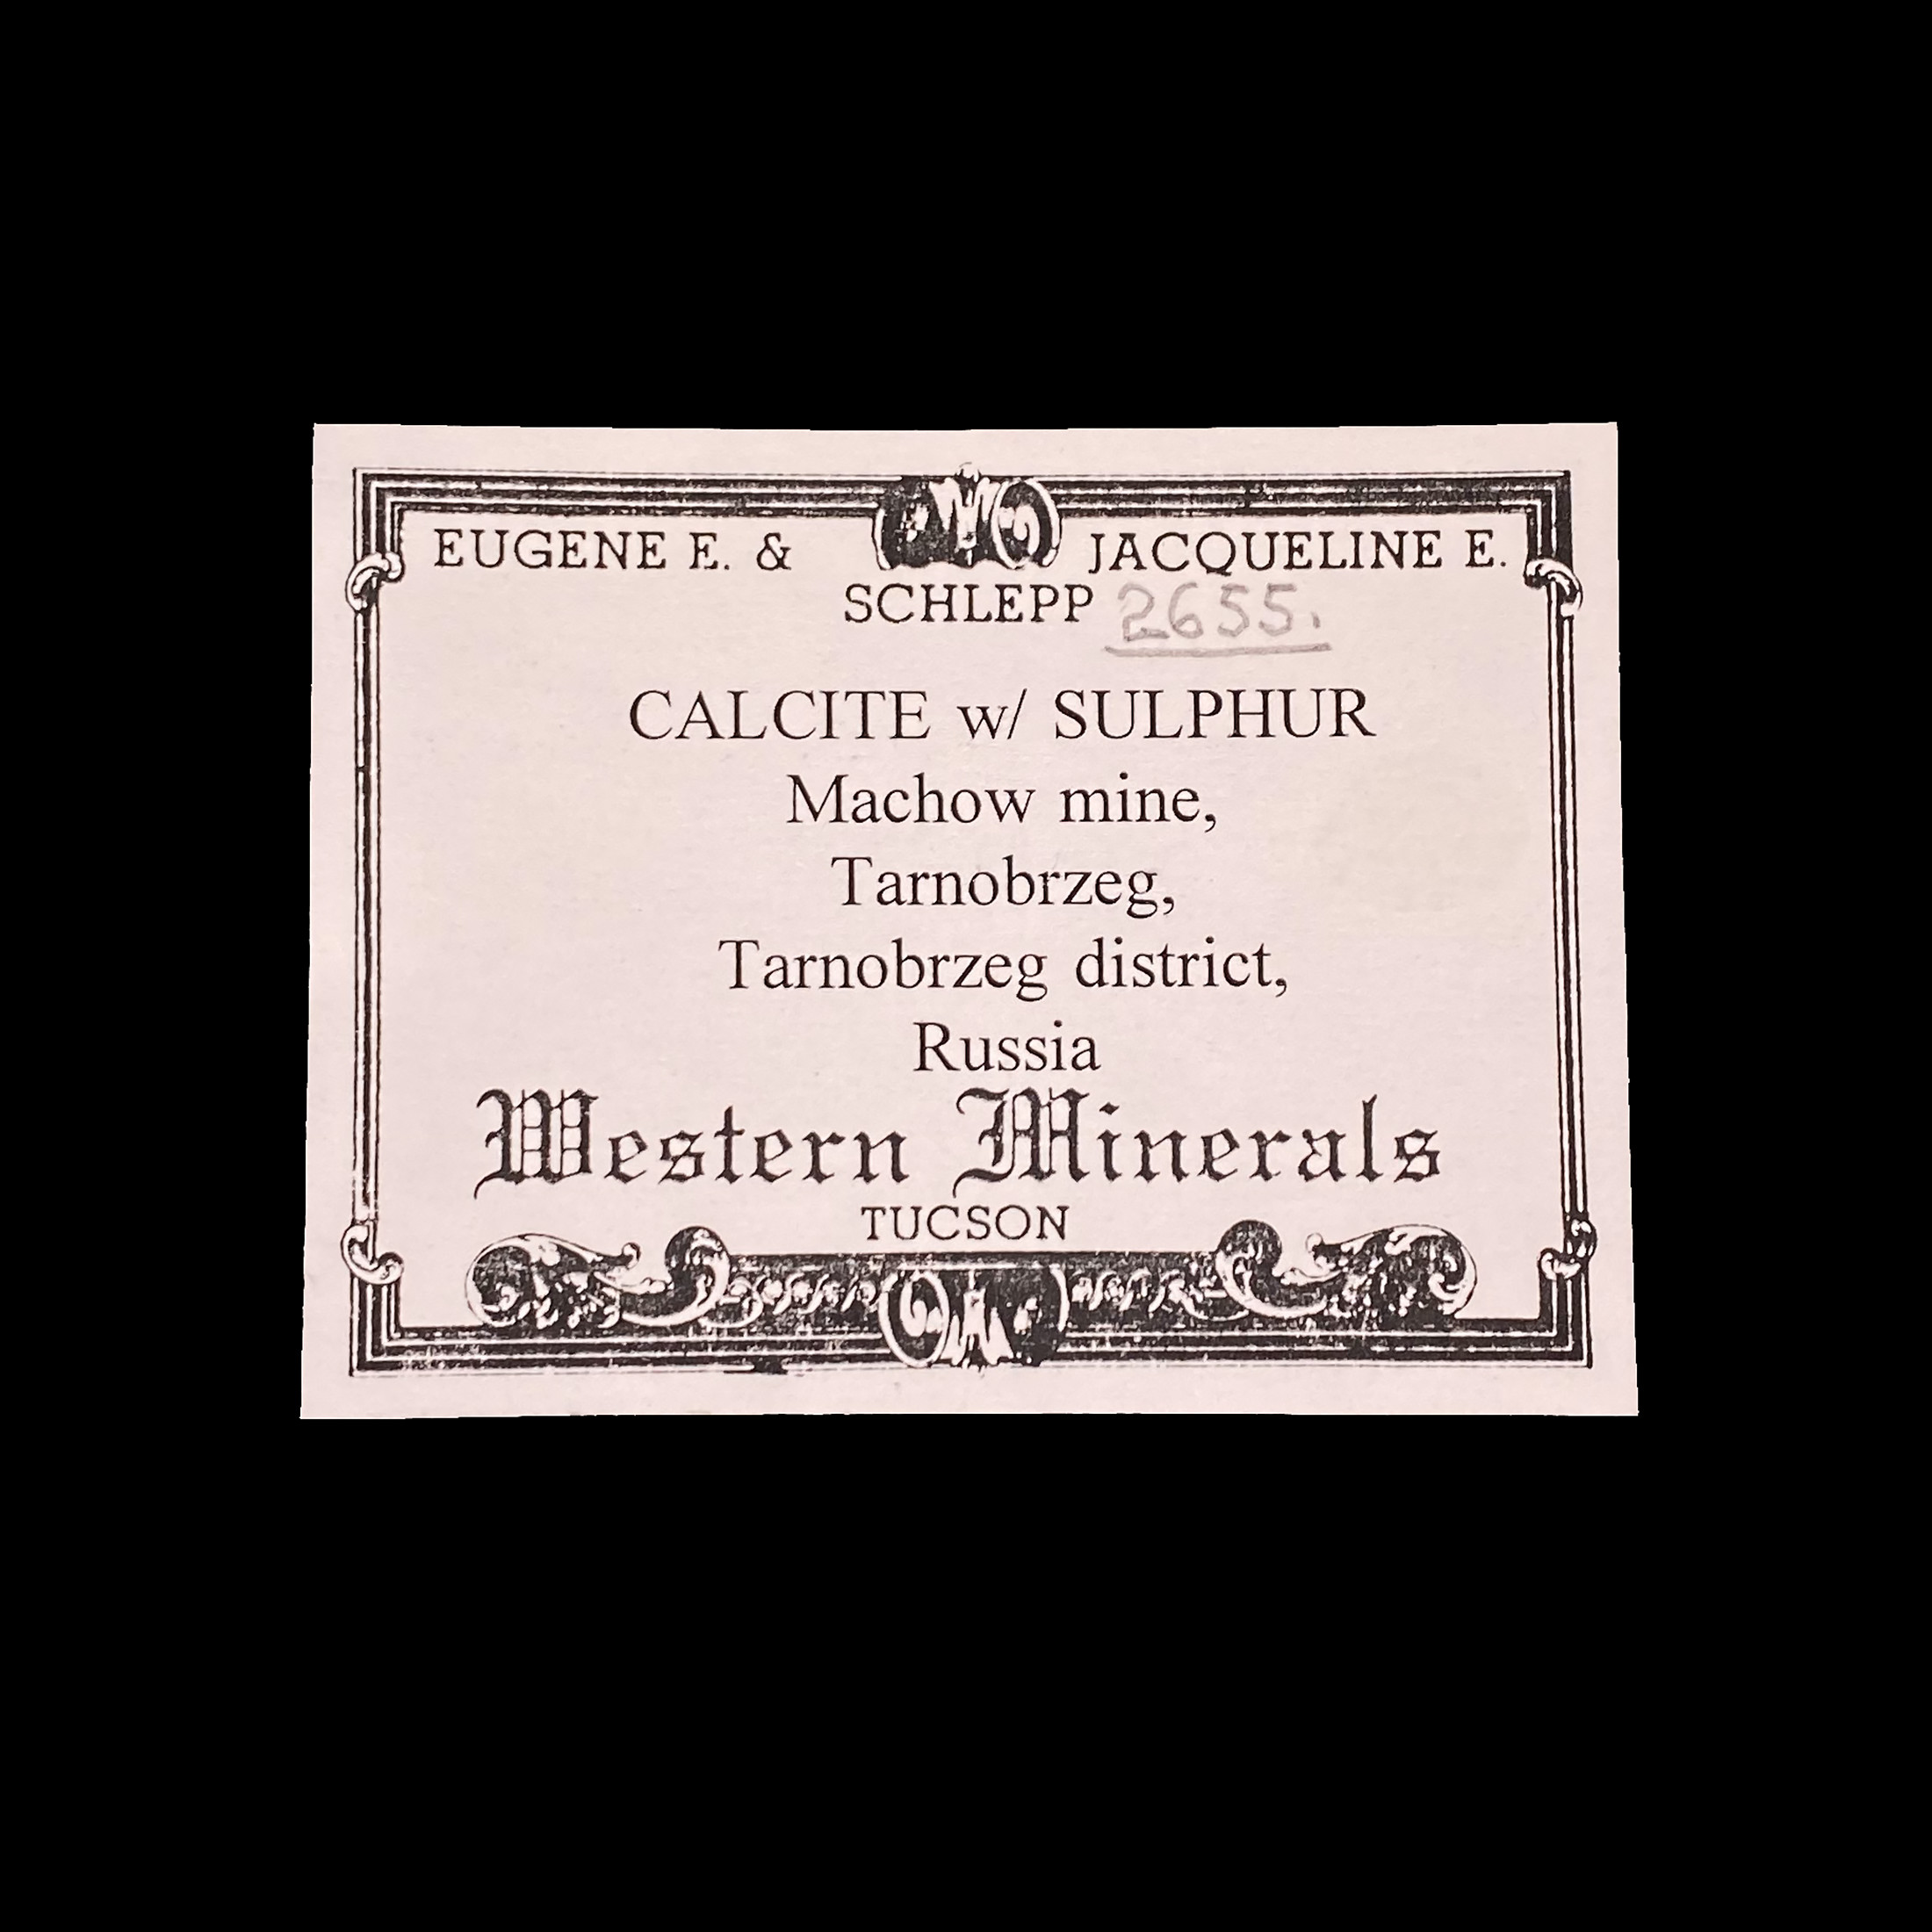 EUGENE E. & JACQUELINE E.
SCHLEPP 2655.
CALCITE w/ SULPHUR
Machow mine,
Tarnobrzeg,
Tarnobrzeg district,
Russia
Western Minerals
TUCSON